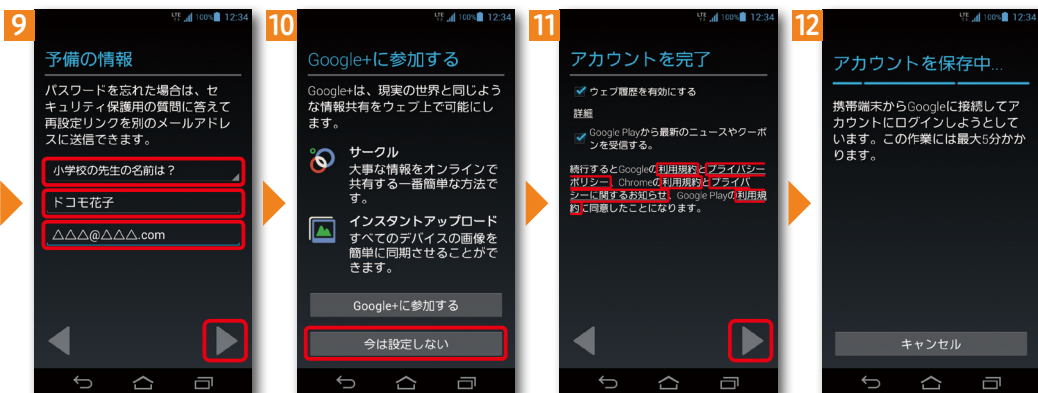 9
LTE 100% 12:34
予備の情報
パスワードを忘れた場合は、セ
キュリティ保護用の質問に答えて
再設定リンクを別のメールアドレ
スに送信できます。
小学校の先生の名前は？
ドコモ花子
△△△@△△△.com
10
LTE 100% 12:34
Google+に参加する
Google+は、現実の世界と同じよう
な情報共有をウェブ上で可能にし
ます。
サークル
大事な情報をオンラインで
共有する一番簡単な方法で
す。
インスタントアップロード
すべてのデバイスの画像を
簡単に同期させることがで
きます。
Google+に参加する
今は設定しない
11
LTE 100% 12:34
アカウントを完了
ウェブ履歴を有効にする
詳細
Google Playから最新のニュースやクーポ
ンを受信する。
続行するとGoogleの利用規約とプライバシー
ポリシー、Chromeの利用規約とプライバ
シーに関するお知らせ、Google Playの利用規
約に同意したことになります。
12
LTE 100% 12:34
アカウントを保存中...
携帯端末からGoogleに接続してア
カウントにログインしようとして
います。この作業には最大5分かか
ります。
キャンセル